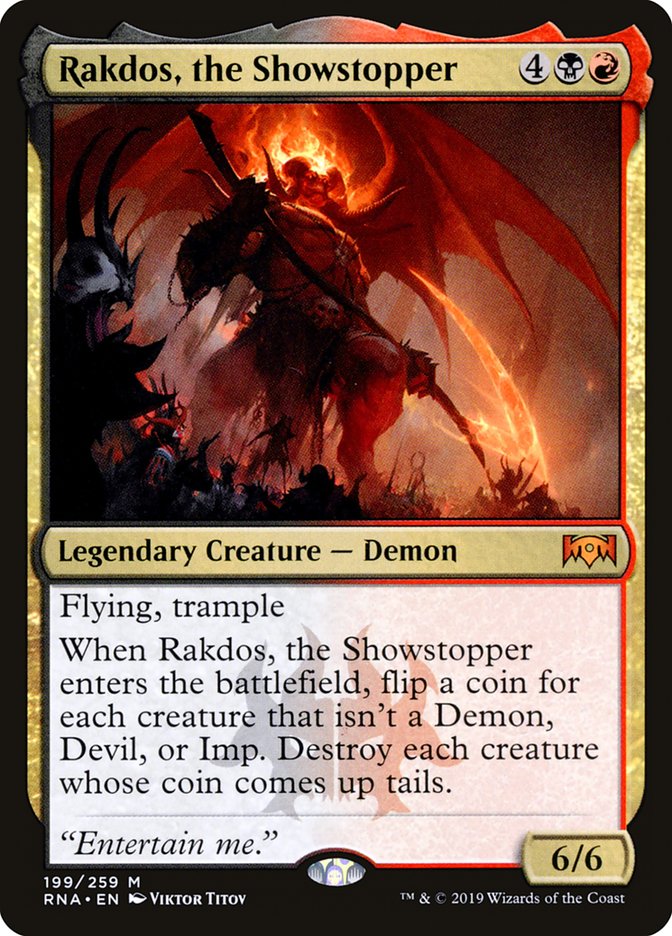 Rakdos, the Showstopper 4
Legendary Creature — Demon
Flying, trample
When Rakdos, the Showstopper
enters the battlefield, flip a coin for
each creature that isn't a Demon,
Devil, or Imp. Destroy each creature
whose coin comes up tails.
"Entertain me."
6/6
199/259 M
RNA • EN Viktor Titov
™ & © 2019 Wizards of the Coast